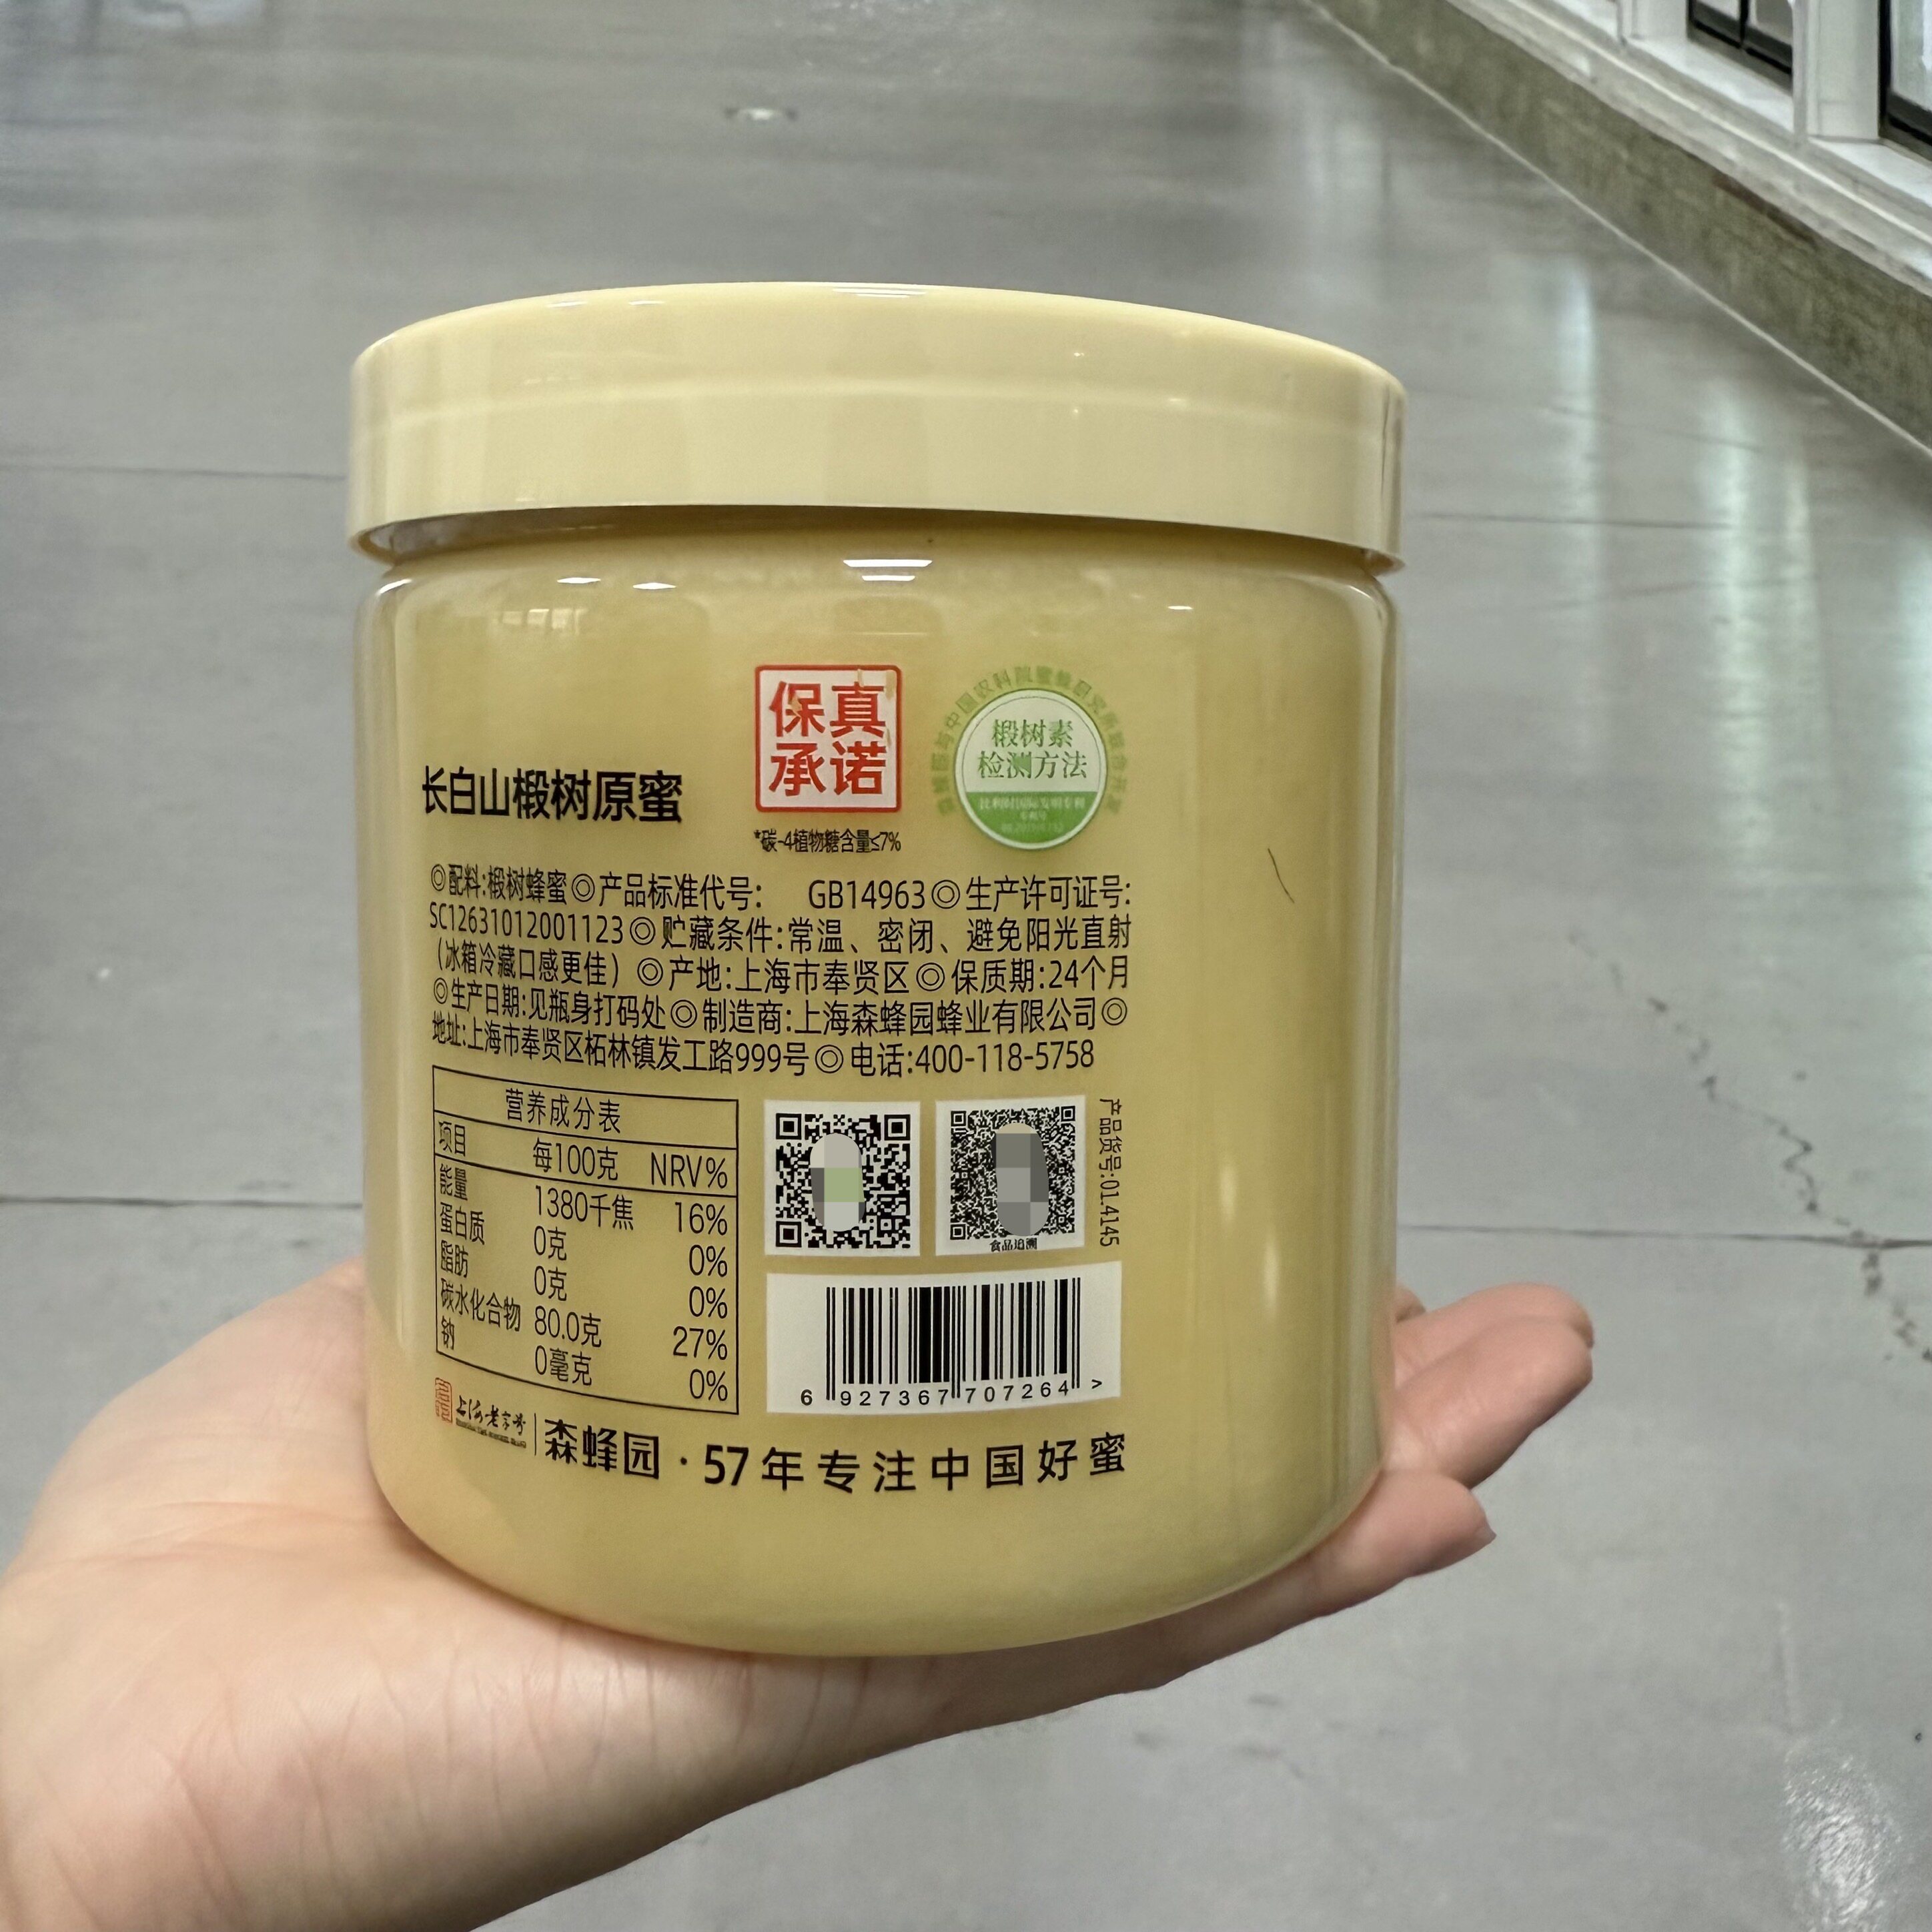 保真
承诺
椴树素
检测方法
长白山椴树原蜜
*碳-4植物糖含量≤7%
◎配料:椴树蜂蜜◎产品标准代号: GB14963◎生产许可证号:
SC12631012001123◎贮藏条件:常温、密闭、避免阳光直射
(冰箱冷藏口感更佳)◎产地:上海市奉贤区◎保质期:24个月
◎生产日期:见瓶身打码处◎制造商:上海森蜂园蜂业有限公司◎
地址:上海市奉贤区柘林镇发工路999号◎电话:400-118-5758
营养成分表
项目 每100克 NRV%
能量 1380千焦 16%
蛋白质 0克 0%
脂肪 0克 0%
碳水化合物 80.0克 27%
钠 0毫克 0%
食品追溯
产品货号:01.4145
6 927367 707264 >
上海老字号
森蜂园·57年专注中国好蜜